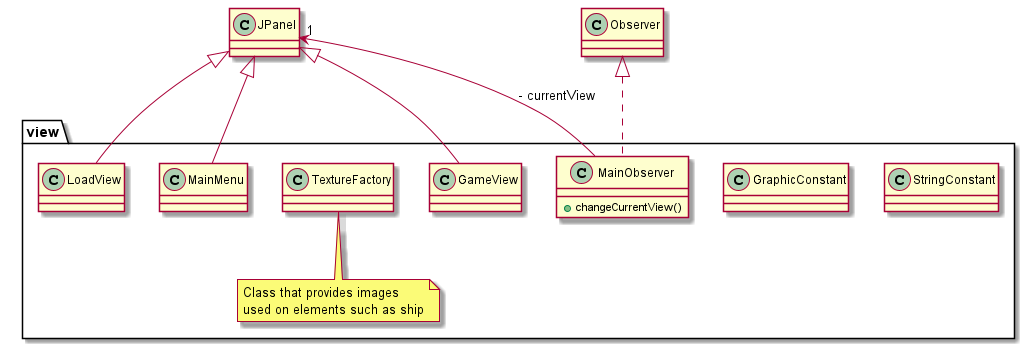 C JPanel
C Observer
1
- currentView
view
C LoadView
C MainMenu
C TextureFactory
C GameView
C MainObserver
changeCurrentView()
C GraphicConstant
C StringConstant
Class that provides images
used on elements such as ship